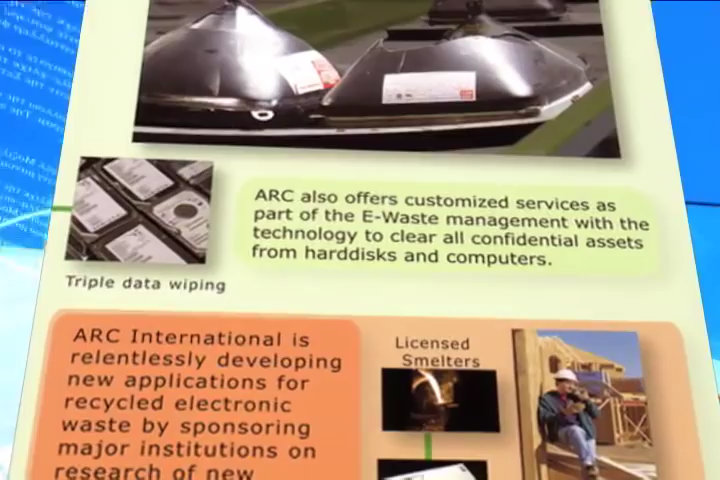 ARC also offers customized services as
part of the E-Waste management with the
technology to clear all confidential assets
from harddisks and computers.
Triple data wiping
ARC International is
relentlessly developing
new applications for
recycled electronic
waste by sponsoring
major institutions on
research of new
Licensed
Smelters